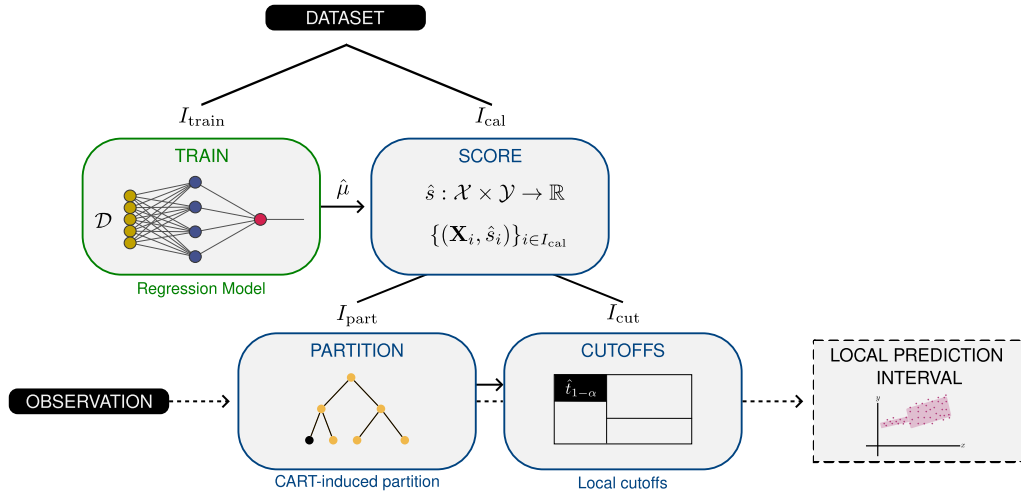 DATASET
I_train
I_cal
TRAIN
𝒟
Regression Model
μ̂
SCORE
ŝ : 𝒳 × 𝒴 → ℝ
{(𝐗_i, ŝ_i)}_{i∈I_cal}
I_part
I_cut
PARTITION
CART-induced partition
CUTOFFS
t̂_{1−α}
Local cutoffs
OBSERVATION
LOCAL PREDICTION
INTERVAL
y
x